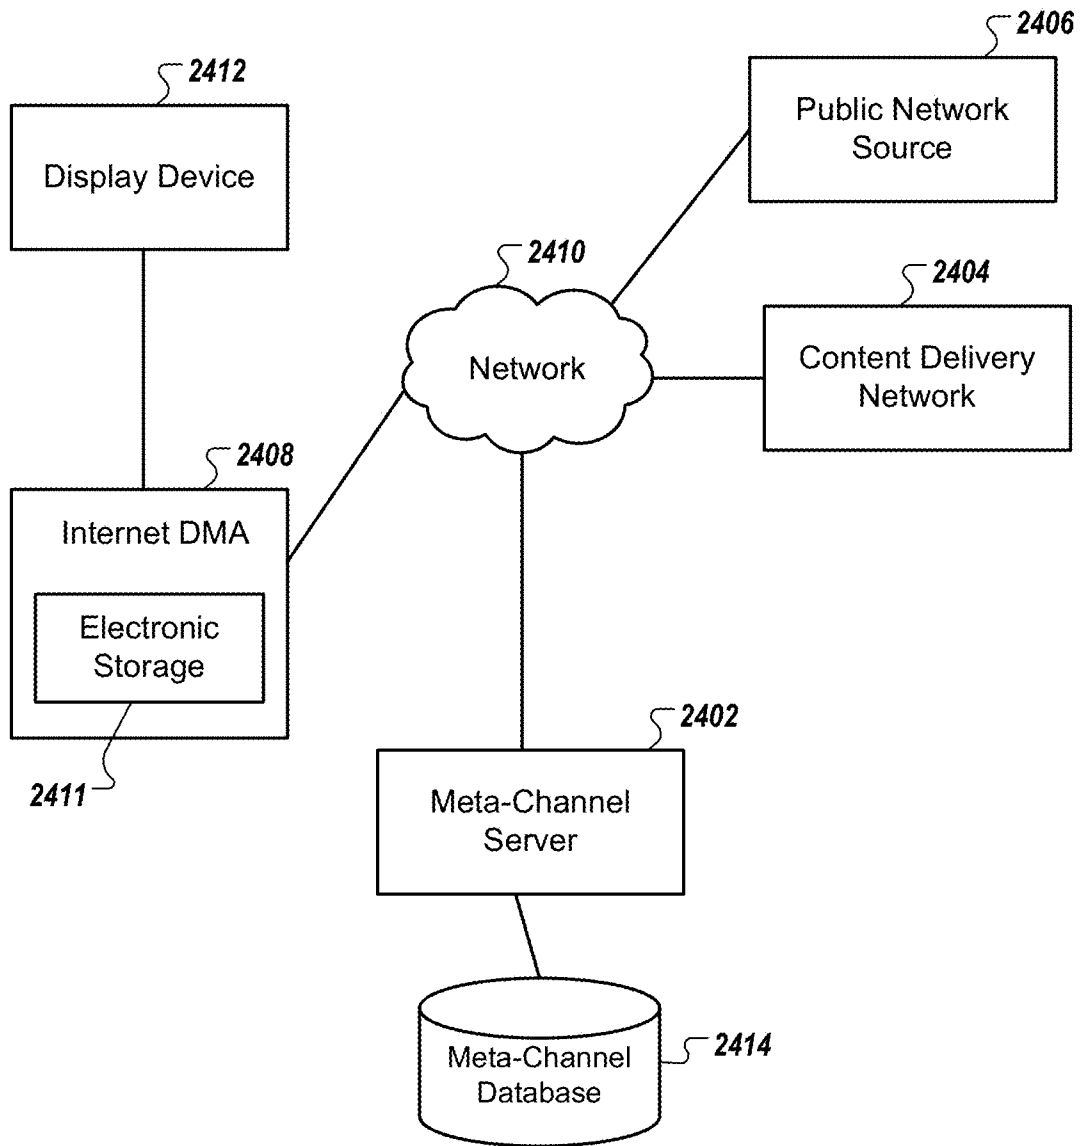 2406
Public Network
Source
2412
Display Device
2410
Network
2404
Content Delivery
Network
2408
Internet DMA
Electronic
Storage
2411
2402
Meta-Channel
Server
Meta-Channel
Database
2414